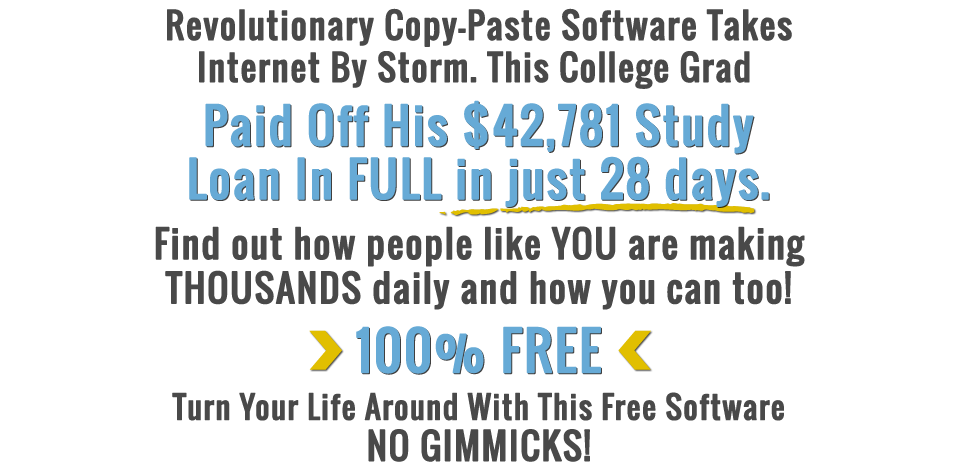 Revolutionary Copy-Paste Software Takes
Internet By Storm. This College Grad
Paid Off His $42,781 Study
Loan In FULL in just 28 days.
Find out how people like YOU are making
THOUSANDS daily and how you can too!
100% FREE
Turn Your Life Around With This Free Software
NO GIMMICKS!